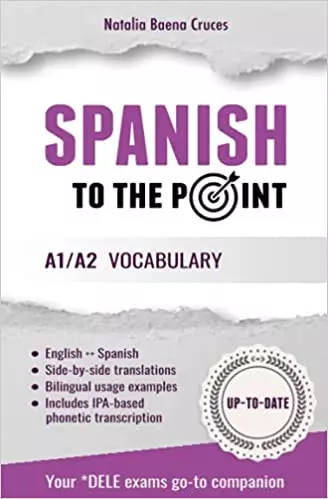 Natalia Baena Cruces
SPANISH
TO THE POINT
A1/A2 VOCABULARY
• English ↔ Spanish
• Side-by-side translations
• Bilingual usage examples
• Includes IPA-based
phonetic transcription
UP-TO-DATE
Your *DELE exams go-to companion